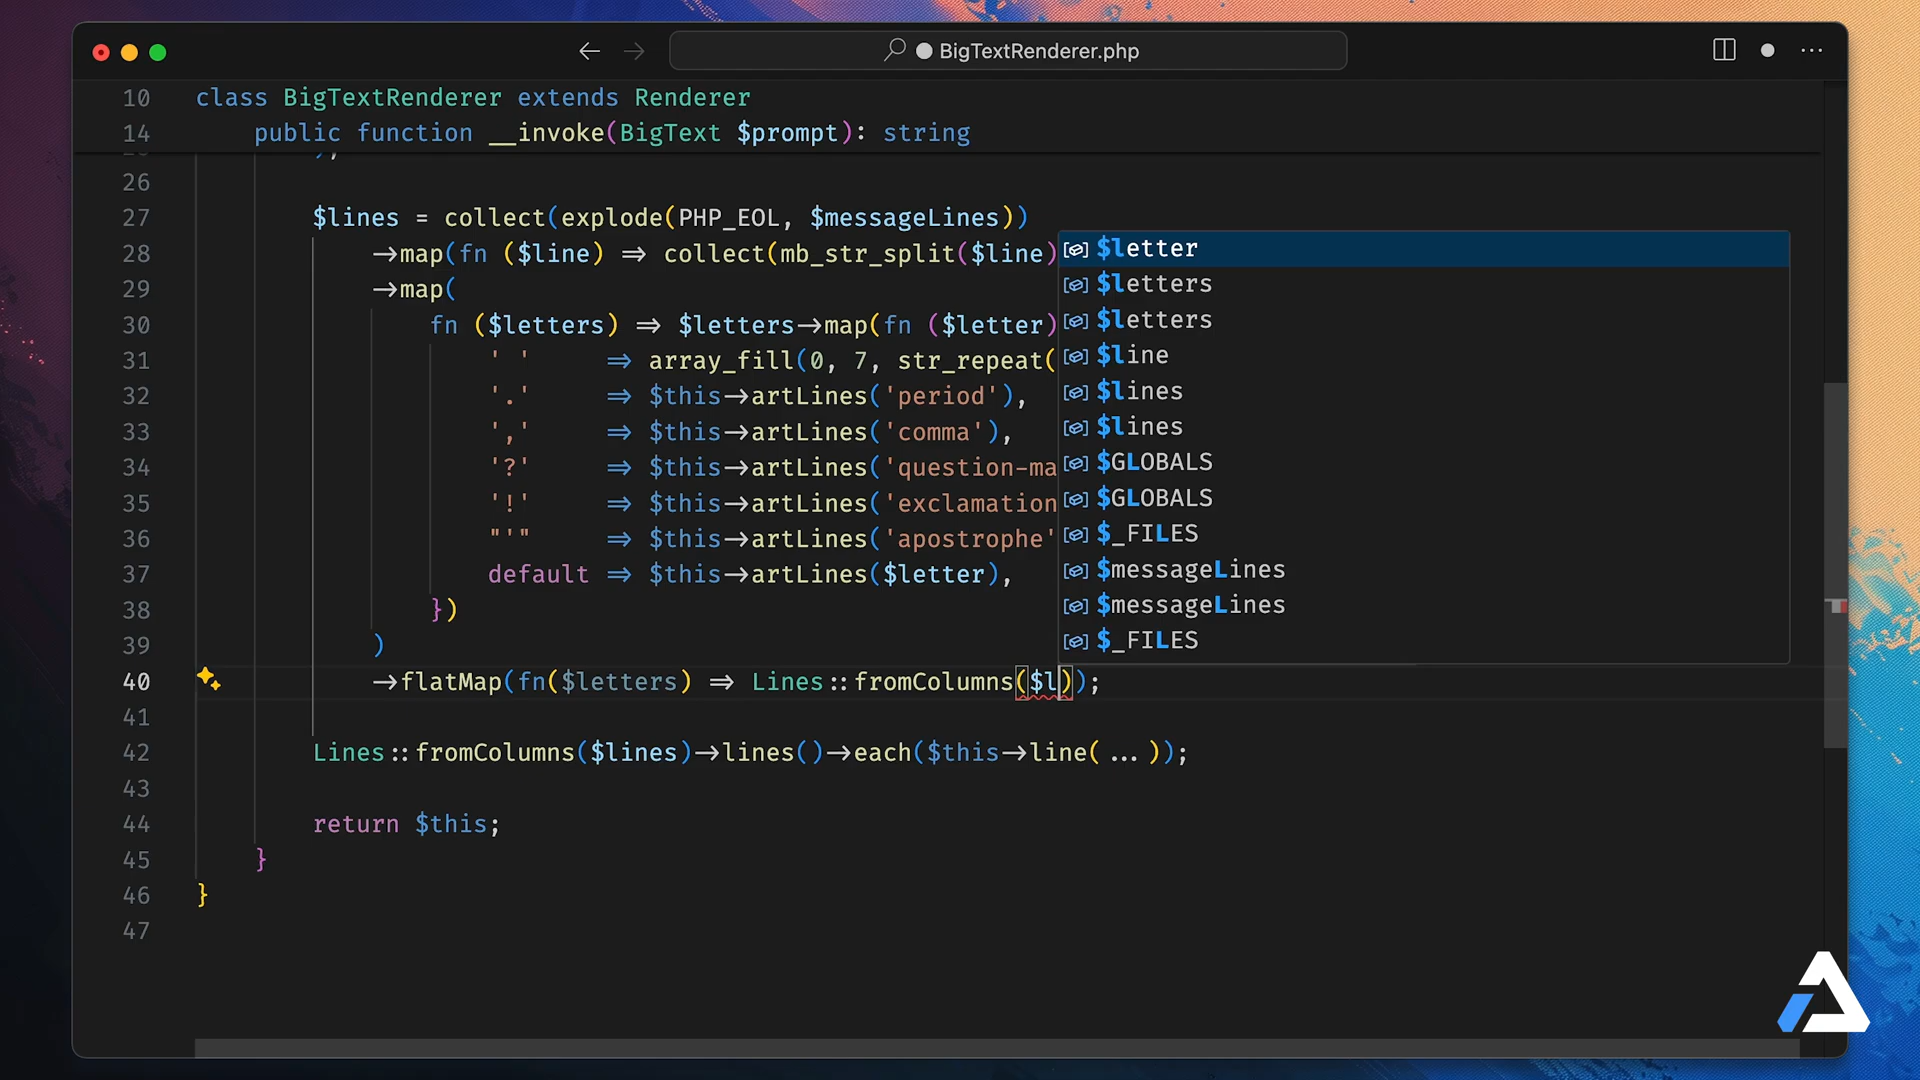 BigTextRenderer.php
10 class BigTextRenderer extends Renderer
14 public function __invoke(BigText $prompt): string
26
27 $lines = collect(explode(PHP_EOL, $messageLines))
28 ->map(fn ($line) => collect(mb_str_split($line)
29 ->map(
30 fn ($letters) => $letters->map(fn ($letter)
31 ' ' => array_fill(0, 7, str_repeat(
32 '.' => $this->artLines('period'),
33 ',' => $this->artLines('comma'),
34 '?' => $this->artLines('question-ma
35 '!' => $this->artLines('exclamation
36 "'" => $this->artLines('apostrophe'
37 default => $this->artLines($letter),
38 })
39 )
40 ->flatMap(fn($letters) => Lines::fromColumns($l));
41
42 Lines::fromColumns($lines)->lines()->each($this->line(...));
43
44 return $this;
45 }
46 }
47
$letter
$letters
$letters
$line
$lines
$lines
$GLOBALS
$GLOBALS
$_FILES
$messageLines
$messageLines
$_FILES